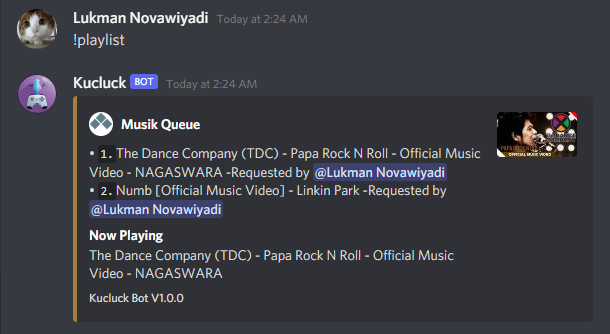 Lukman Novawiyadi Today at 2:24 AM
!playlist
Kucluck BOT Today at 2:24 AM
Musik Queue
• 1. The Dance Company (TDC) - Papa Rock N Roll - Official Music
Video - NAGASWARA -Requested by @Lukman Novawiyadi
• 2. Numb [Official Music Video] - Linkin Park -Requested by
@Lukman Novawiyadi
Now Playing
The Dance Company (TDC) - Papa Rock N Roll - Official Music
Video - NAGASWARA
Kucluck Bot V1.0.0
OFFICIAL MUSIC VIDEO